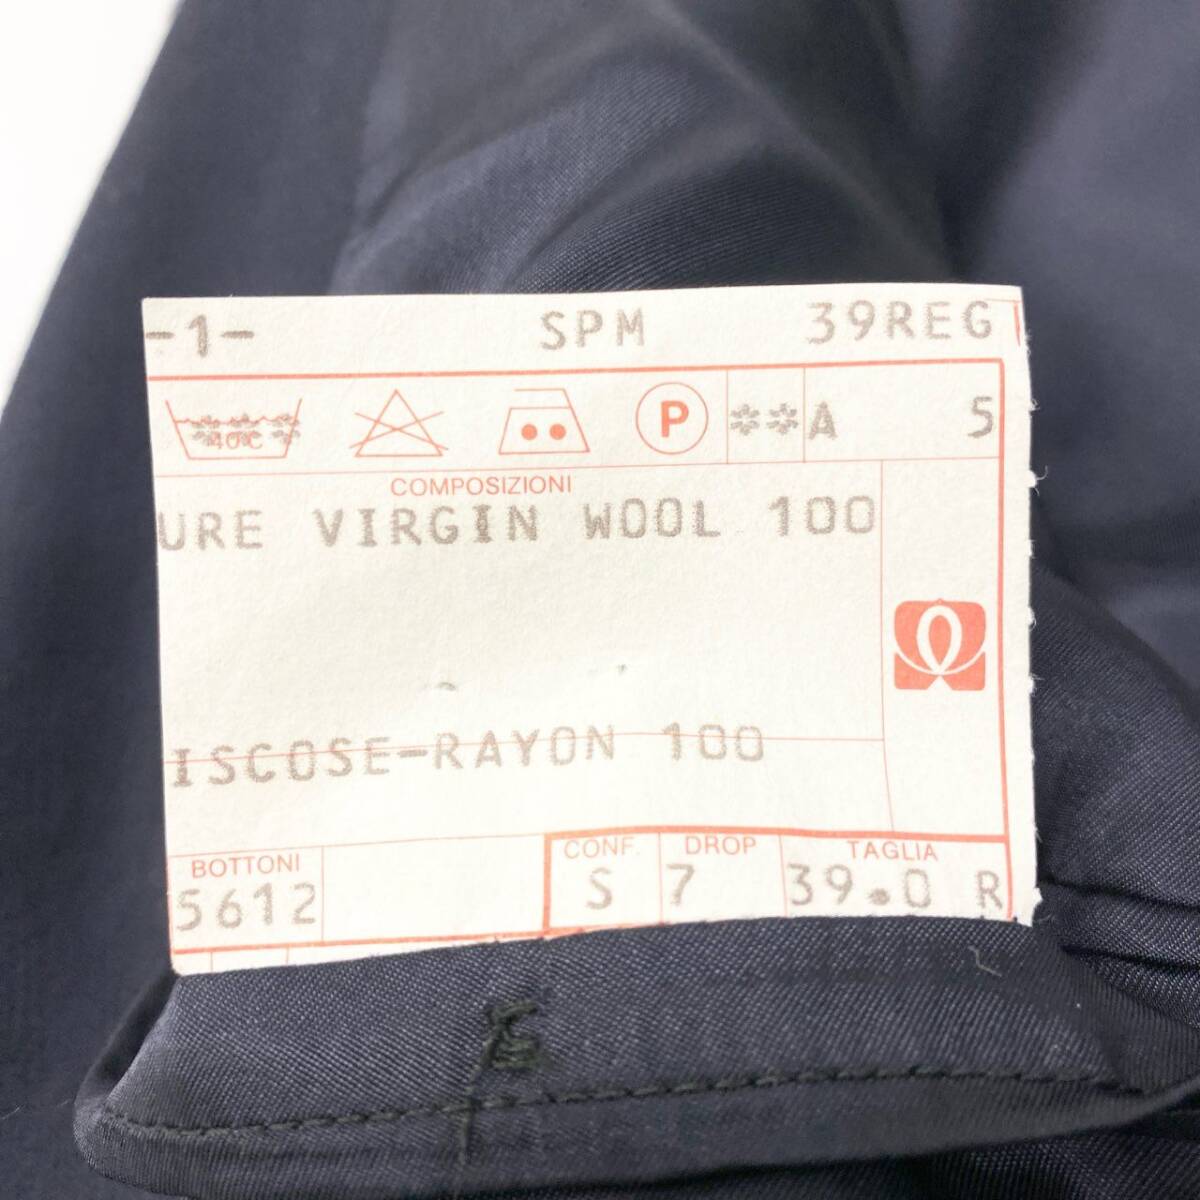 -1- SPM 39REG
40°C P **A 5
COMPOSIZIONI
URE VIRGIN WOOL 100
ISCOSE-RAYON 100
BOTTONI CONF. DROP TAGLIA
5612 S 7 39.0 R